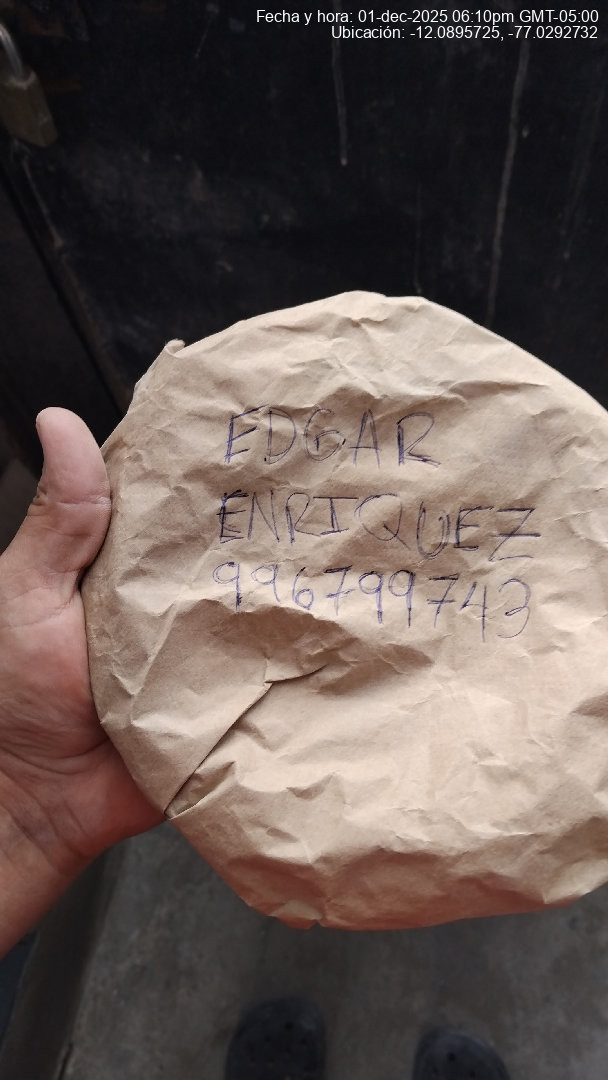 Fecha y hora: 01-dec-2025 06:10pm GMT-05:00
Ubicación: -12.0895725, -77.0292732
EDGAR
ENRIQUEZ
996799743